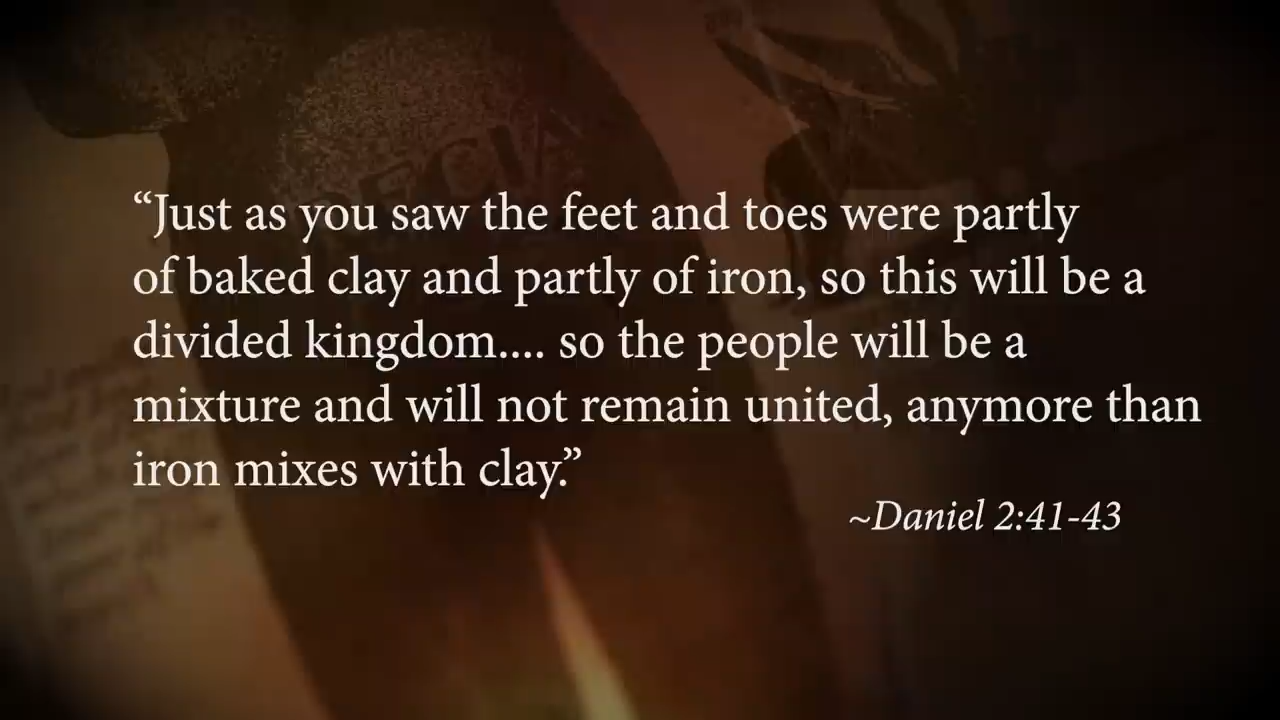 “Just as you saw the feet and toes were partly
of baked clay and partly of iron, so this will be a
divided kingdom.... so the people will be a
mixture and will not remain united, anymore than
iron mixes with clay.”
~Daniel 2:41-43